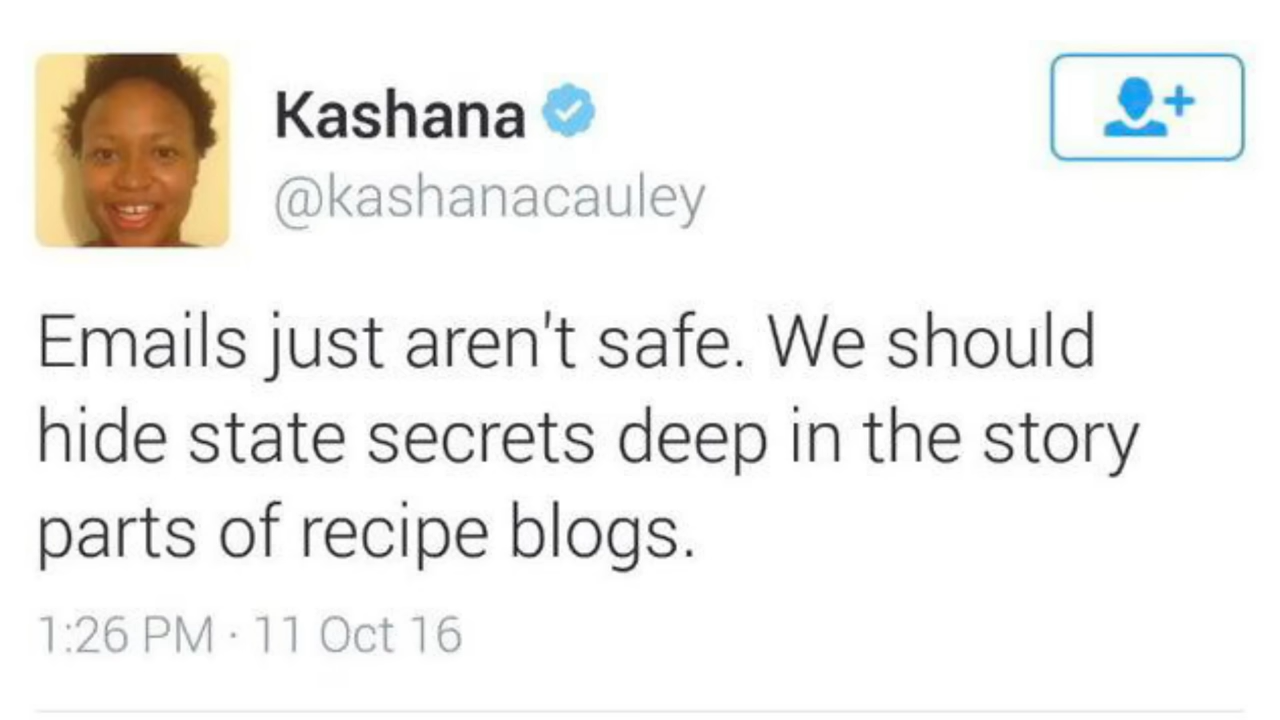 Kashana
@kashanacauley
Emails just aren't safe. We should
hide state secrets deep in the story
parts of recipe blogs.
1:26 PM · 11 Oct 16